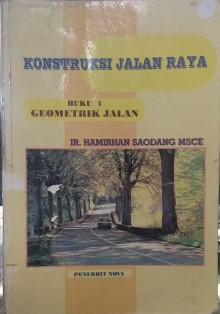 KONSTRUKSI JALAN RAYA
BUKU 1
GEOMETRIK JALAN
IR. HAMIRHAN SAODANG MSCE
PENERBIT NOVA